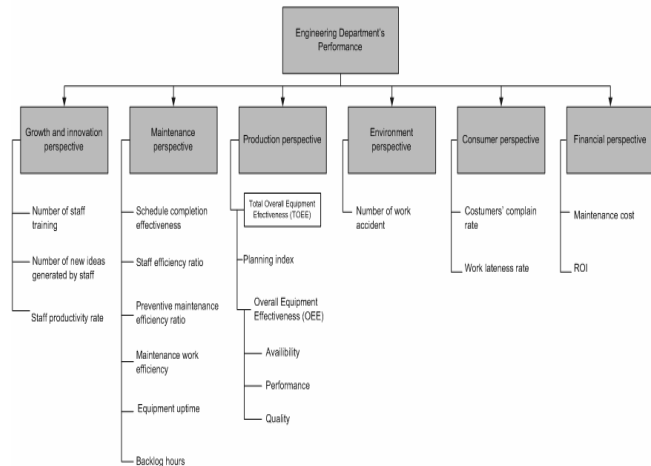 Engineering Department's
Performance
Growth and innovation
perspective
Maintenance
perspective
Production perspective
Environment
perspective
Consumer perspective
Financial perspective
Number of staff
training
Number of new ideas
generated by staff
Staff productivity rate
Schedule completion
effectiveness
Staff efficiency ratio
Preventive maintenance
efficiency ratio
Maintenance work
efficiency
Equipment uptime
Backlog hours
Total Overall Equipment
Efectiveness (TOEE)
Planning index
Overall Equipment
Effectiveness (OEE)
Availibility
Performance
Quality
Number of work
accident
Costumers' complain
rate
Work lateness rate
Maintenance cost
ROI